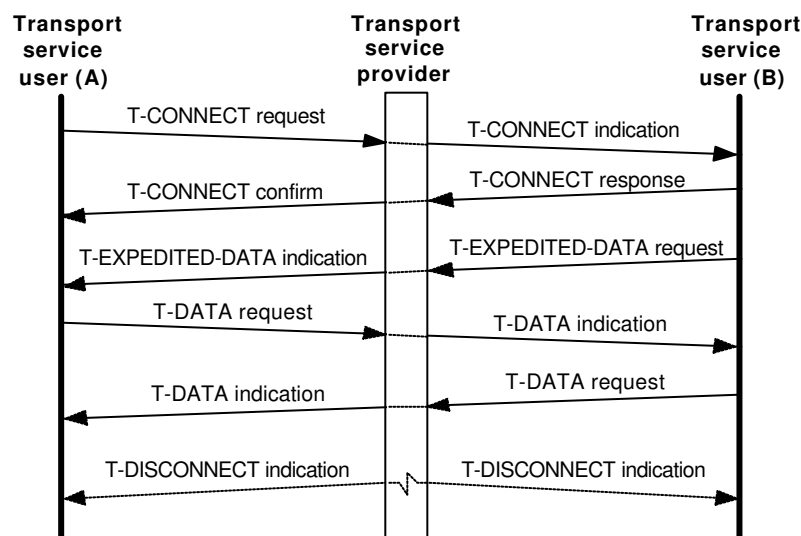 Transport
service
user (A)
Transport
service
provider
Transport
service
user (B)
T-CONNECT request
T-CONNECT indication
T-CONNECT response
T-CONNECT confirm
T-EXPEDITED-DATA request
T-EXPEDITED-DATA indication
T-DATA request
T-DATA indication
T-DATA request
T-DATA indication
T-DISCONNECT indication
T-DISCONNECT indication